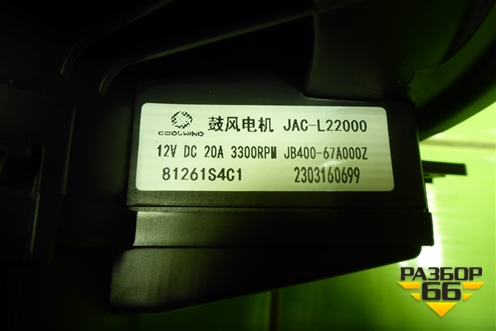 COOLWIND
鼓风电机 JAC-L22000
12V DC 20A 3300RPM JB400-67A000Z
81261S4C1 2303160699
РАЗБОР
66